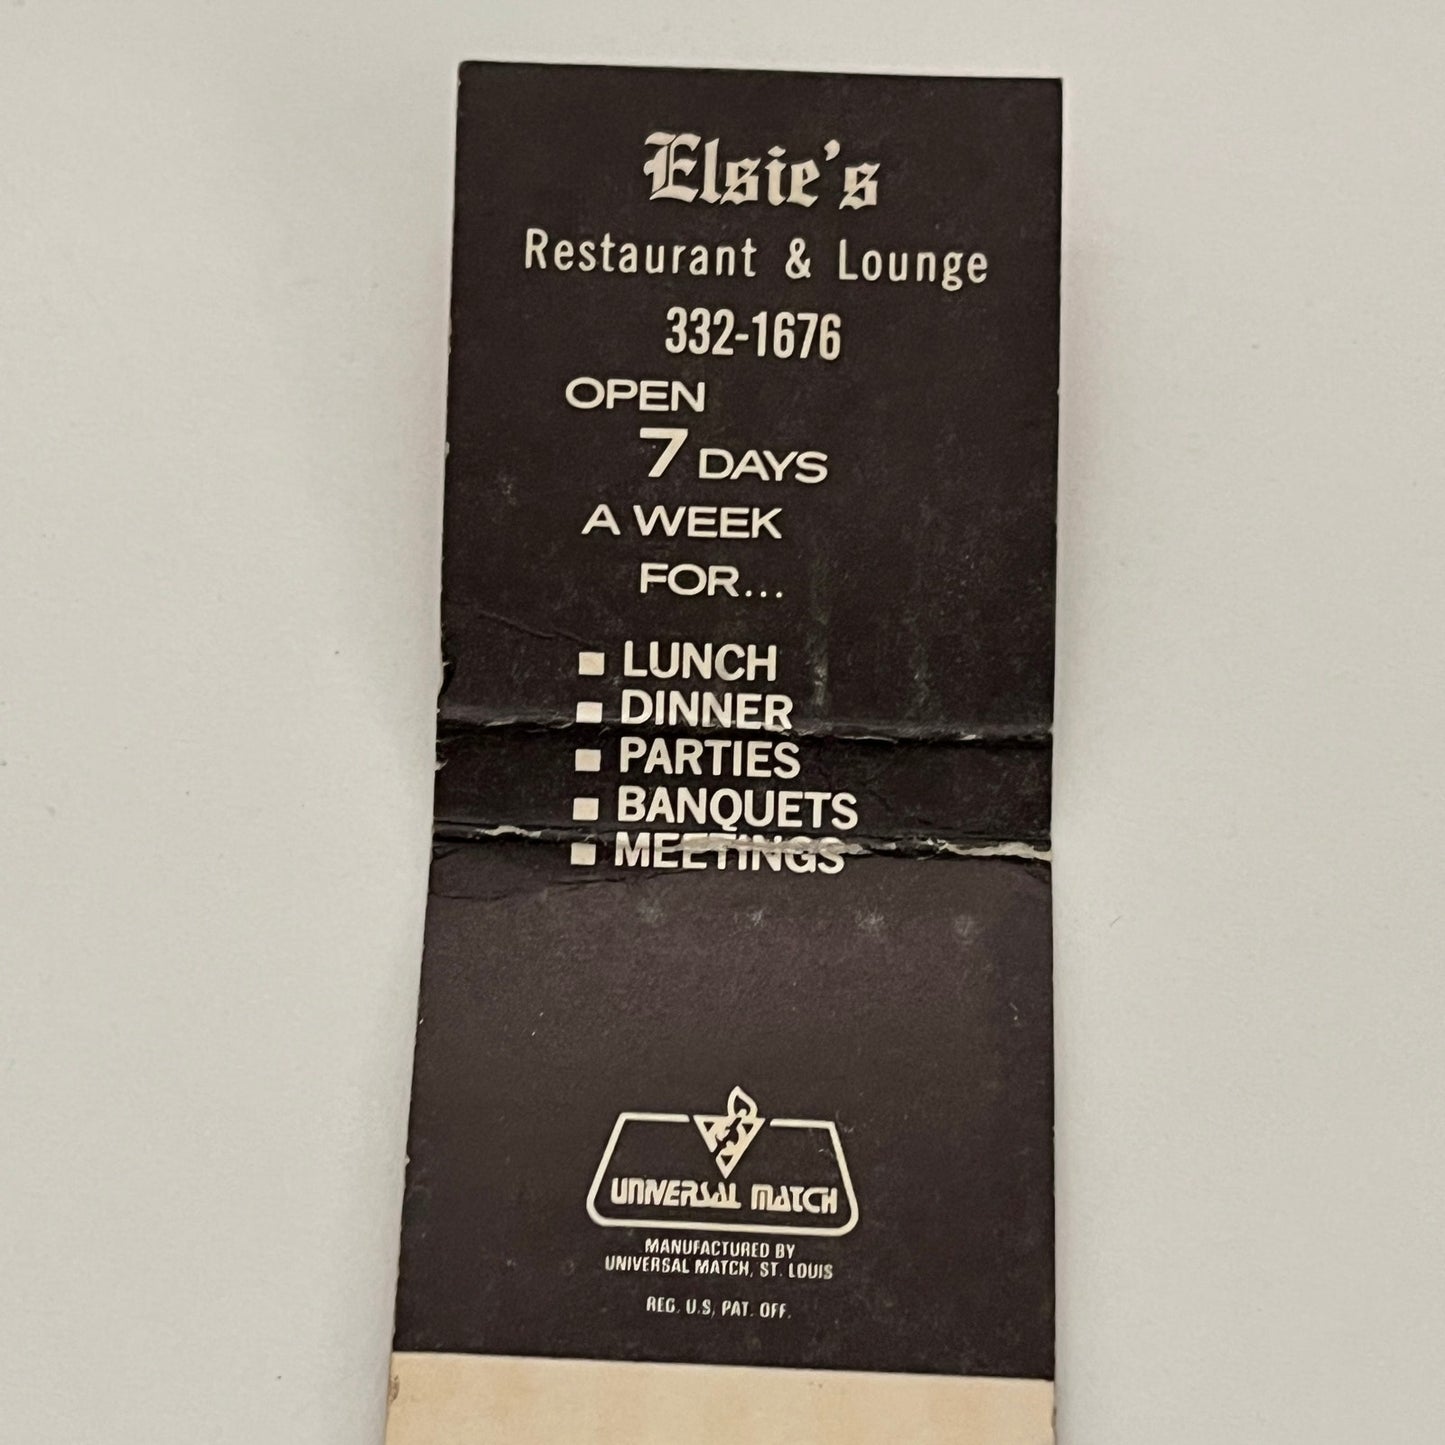 Elsie's
Restaurant & Lounge
332-1676
OPEN
7 DAYS
A WEEK
FOR...
■ LUNCH
■ DINNER
■ PARTIES
■ BANQUETS
■ MEETINGS
UNIVERSAL MATCH
MANUFACTURED BY
UNIVERSAL MATCH, ST. LOUIS
REG. U.S, PAT. OFF.